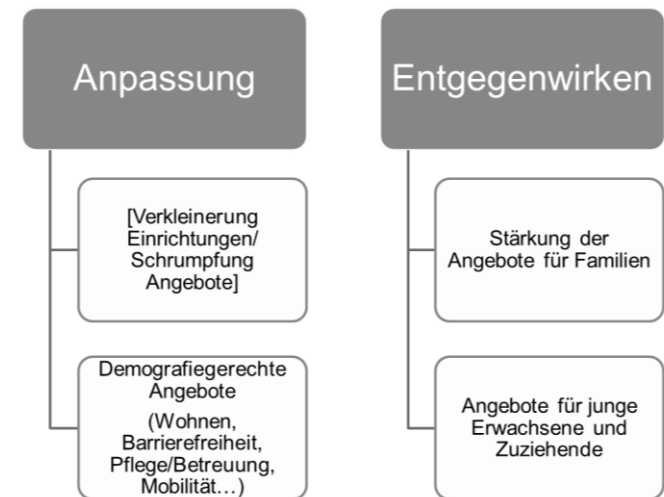 Anpassung
[Verkleinerung
Einrichtungen/
Schrumpfung
Angebote]
Demografiegerechte
Angebote
(Wohnen,
Barrierefreiheit,
Pflege/Betreuung,
Mobilität…)
Entgegenwirken
Stärkung der
Angebote für Familien
Angebote für junge
Erwachsene und
Zuziehende